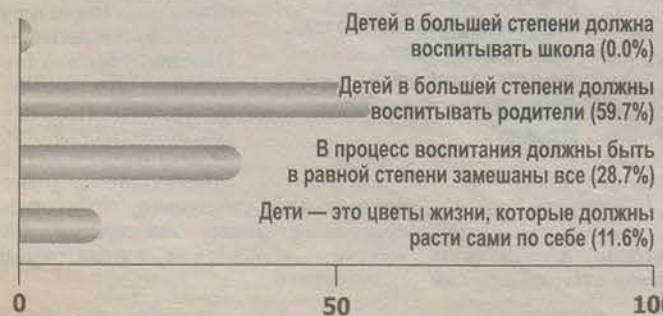 Детей в большей степени должна
воспитывать школа (0.0%)
Детей в большей степени должны
воспитывать родители (59.7%)
В процесс воспитания должны быть
в равной степени замешаны все (28.7%)
Дети — это цветы жизни, которые должны
расти сами по себе (11.6%)
0 50 100